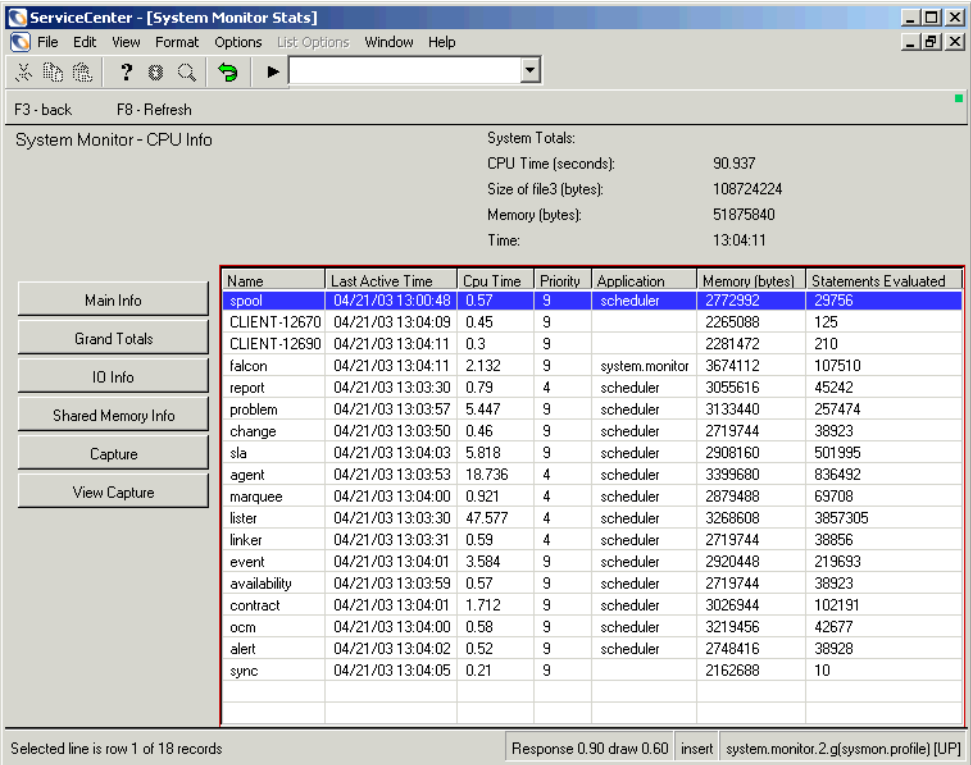 ServiceCenter - [System Monitor Stats]
File Edit View Format Options List Options Window Help
F3 - back F8 - Refresh
System Monitor - CPU Info
System Totals:
CPU Time (seconds): 90.937
Size of file3 (bytes): 108724224
Memory (bytes): 51875840
Time: 13:04:11
Main Info
Grand Totals
IO Info
Shared Memory Info
Capture
View Capture
Name Last Active Time Cpu Time Priority Application Memory (bytes) Statements Evaluated
spool 04/21/03 13:00:48 0.57 9 scheduler 2772992 29756
CLIENT-12670 04/21/03 13:04:09 0.45 9 2265088 125
CLIENT-12690 04/21/03 13:04:11 0.3 9 2281472 210
falcon 04/21/03 13:04:11 2.132 9 system.monitor 3674112 107510
report 04/21/03 13:03:30 0.79 4 scheduler 3055616 45242
problem 04/21/03 13:03:57 5.447 9 scheduler 3133440 257474
change 04/21/03 13:03:50 0.46 9 scheduler 2719744 38923
sla 04/21/03 13:04:03 5.818 9 scheduler 2908160 501995
agent 04/21/03 13:03:53 18.736 4 scheduler 3399680 836492
marquee 04/21/03 13:04:00 0.921 4 scheduler 2879488 69708
lister 04/21/03 13:03:30 47.577 4 scheduler 3268608 3857305
linker 04/21/03 13:03:31 0.59 4 scheduler 2719744 38856
event 04/21/03 13:04:01 3.584 9 scheduler 2920448 219693
availability 04/21/03 13:03:59 0.57 9 scheduler 2719744 38923
contract 04/21/03 13:04:01 1.712 9 scheduler 3026944 102191
ocm 04/21/03 13:04:00 0.58 9 scheduler 3219456 42677
alert 04/21/03 13:04:02 0.52 9 scheduler 2748416 38928
sync 04/21/03 13:04:05 0.21 9 2162688 10
Selected line is row 1 of 18 records
Response 0.90 draw 0.60 insert system.monitor.2.g(sysmon.profile) [UP]